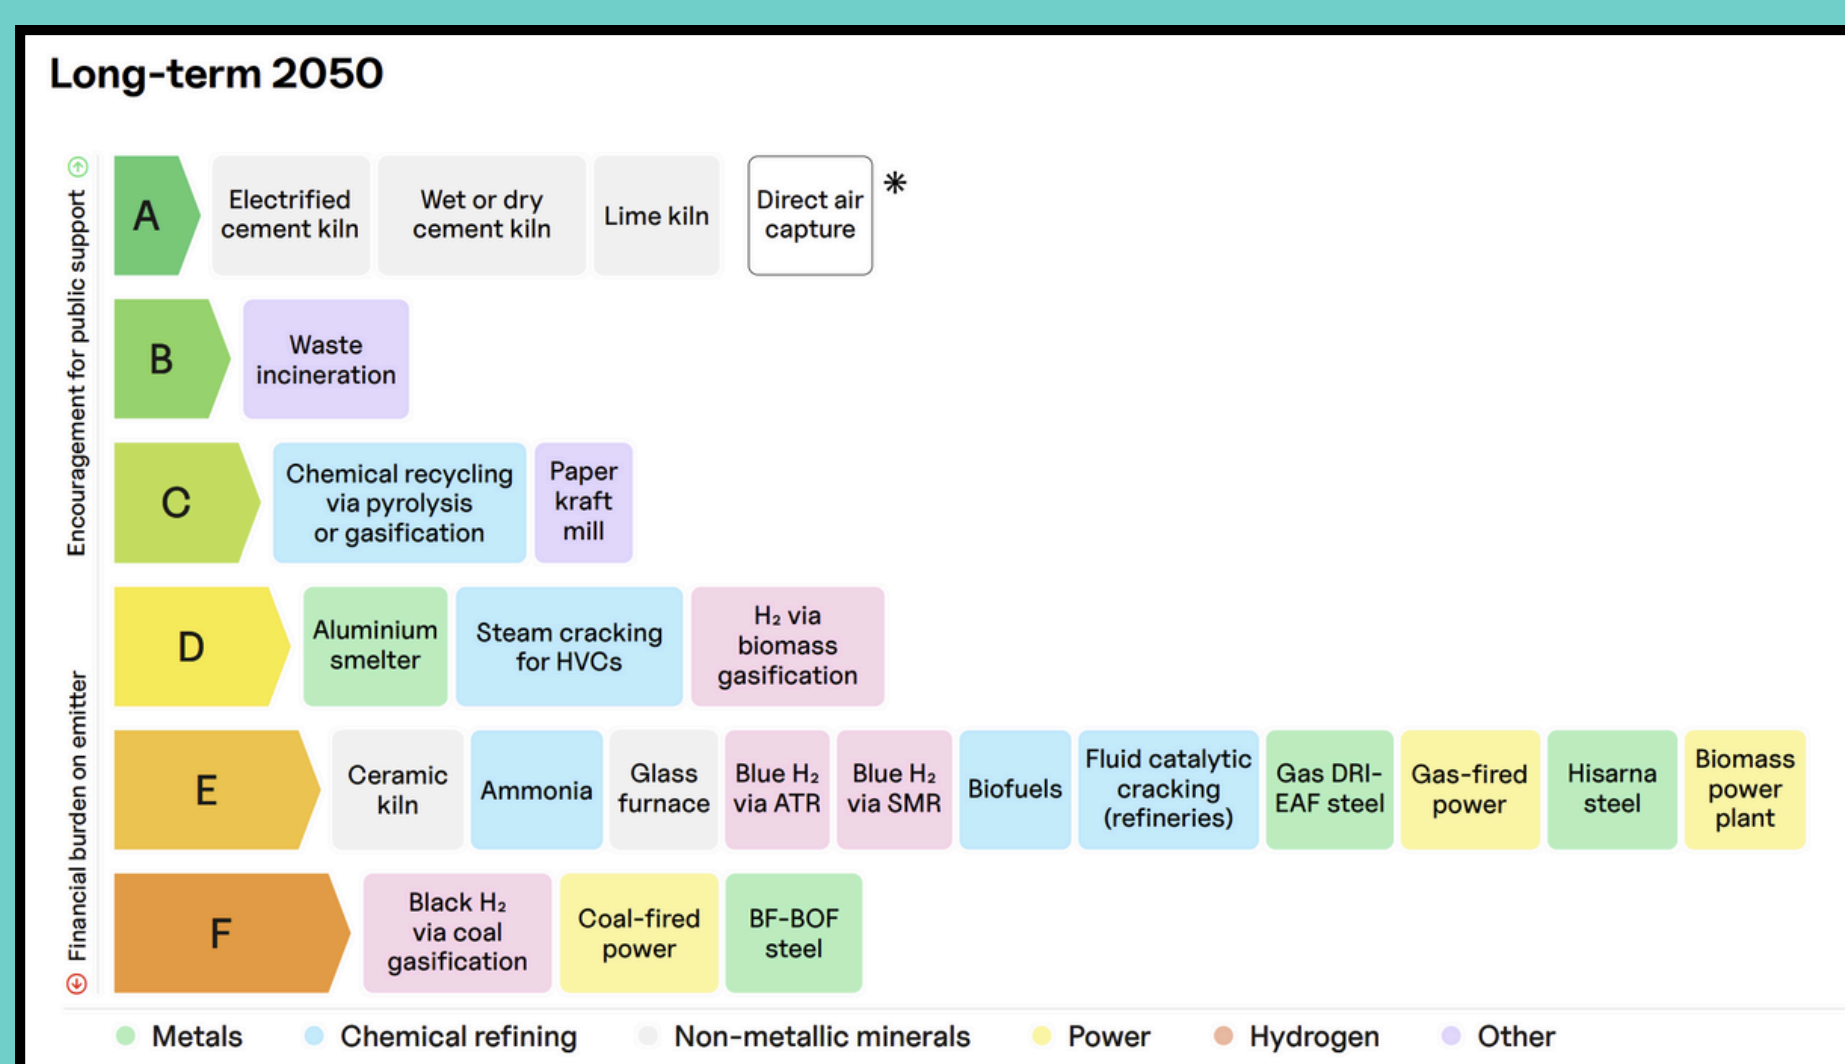 Long-term 2050
Encouragement for public support
Financial burden on emitter
A
Electrified
cement kiln
Wet or dry
cement kiln
Lime kiln
Direct air
capture
*
B
Waste
incineration
C
Chemical recycling
via pyrolysis
or gasification
Paper
kraft
mill
D
Aluminium
smelter
Steam cracking
for HVCs
H₂ via
biomass
gasification
E
Ceramic
kiln
Ammonia
Glass
furnace
Blue H₂
via ATR
Blue H₂
via SMR
Biofuels
Fluid catalytic
cracking
(refineries)
Gas DRI-
EAF steel
Gas-fired
power
Hisarna
steel
Biomass
power
plant
F
Black H₂
via coal
gasification
Coal-fired
power
BF-BOF
steel
Metals
Chemical refining
Non-metallic minerals
Power
Hydrogen
Other